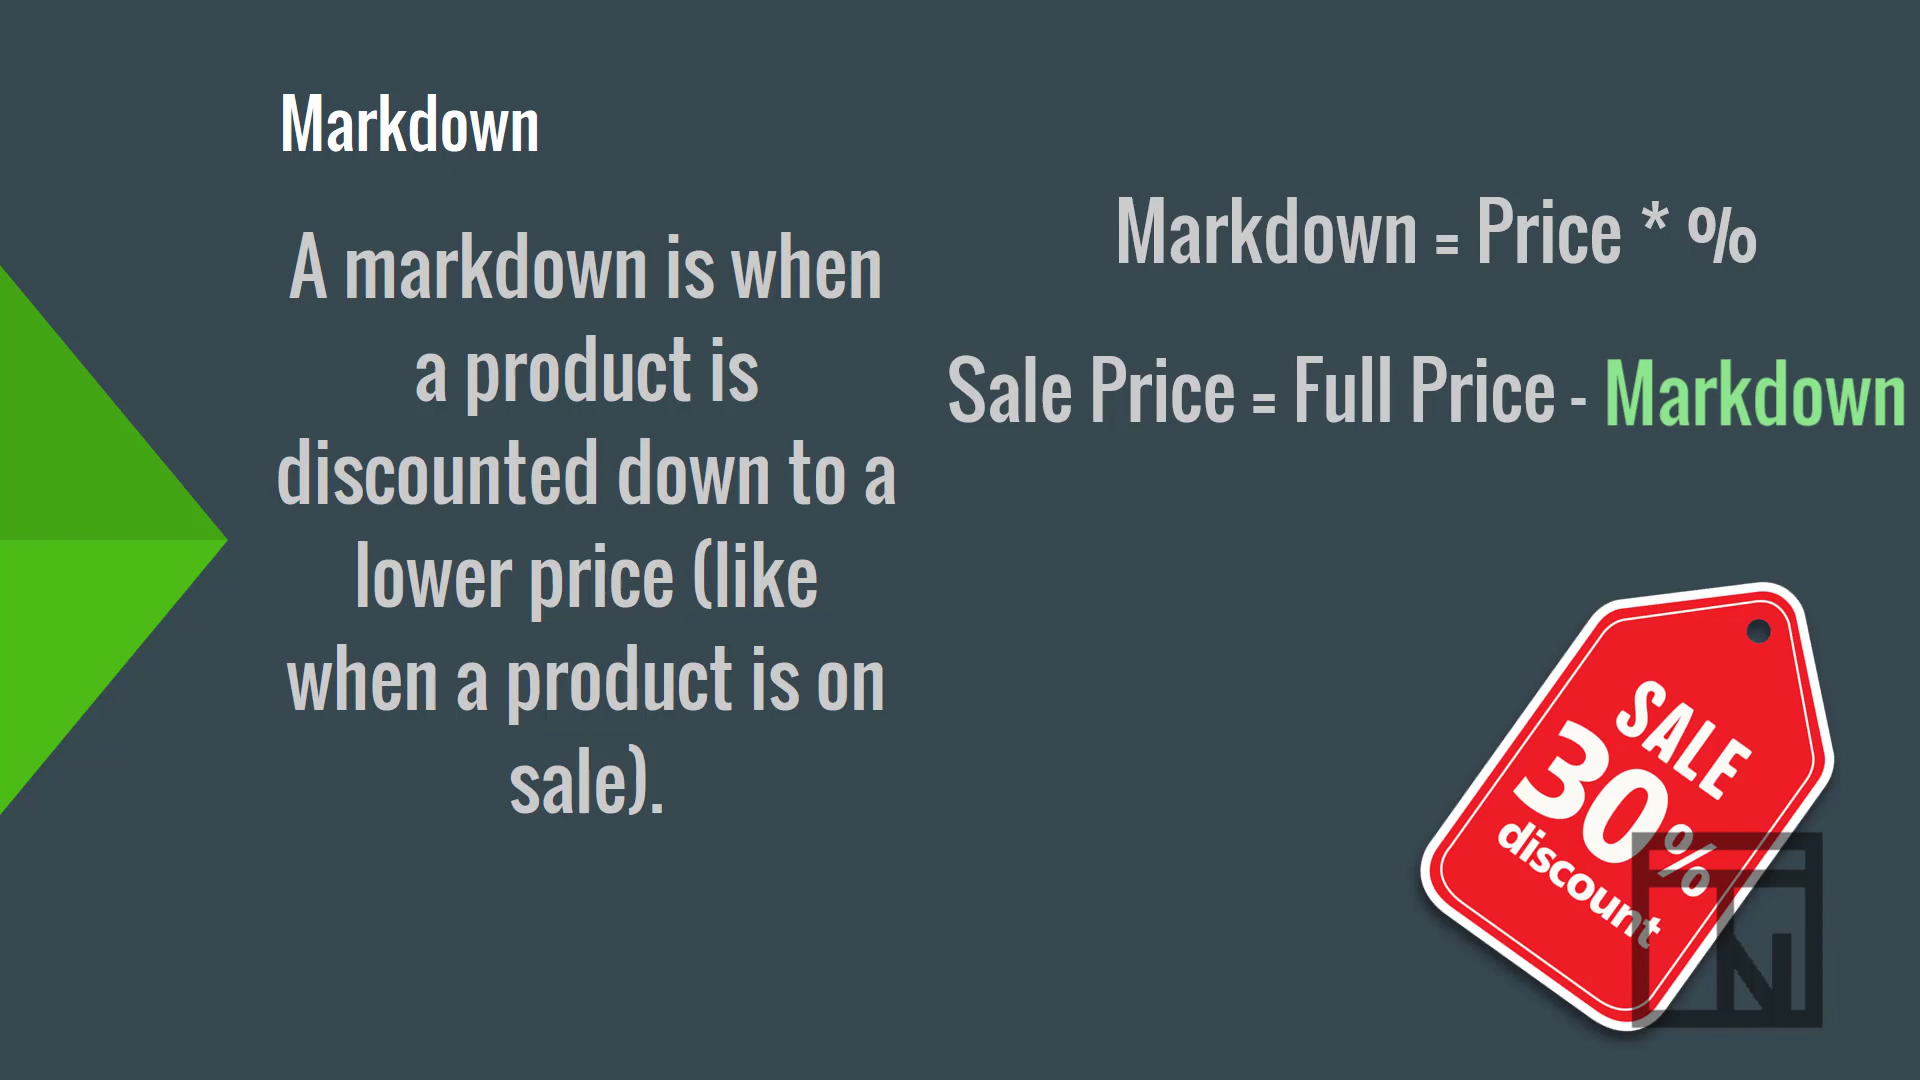 Markdown
A markdown is when
a product is
discounted down to a
lower price (like
when a product is on
sale).
Markdown = Price * %
Sale Price = Full Price - Markdown
SALE
30%
discount